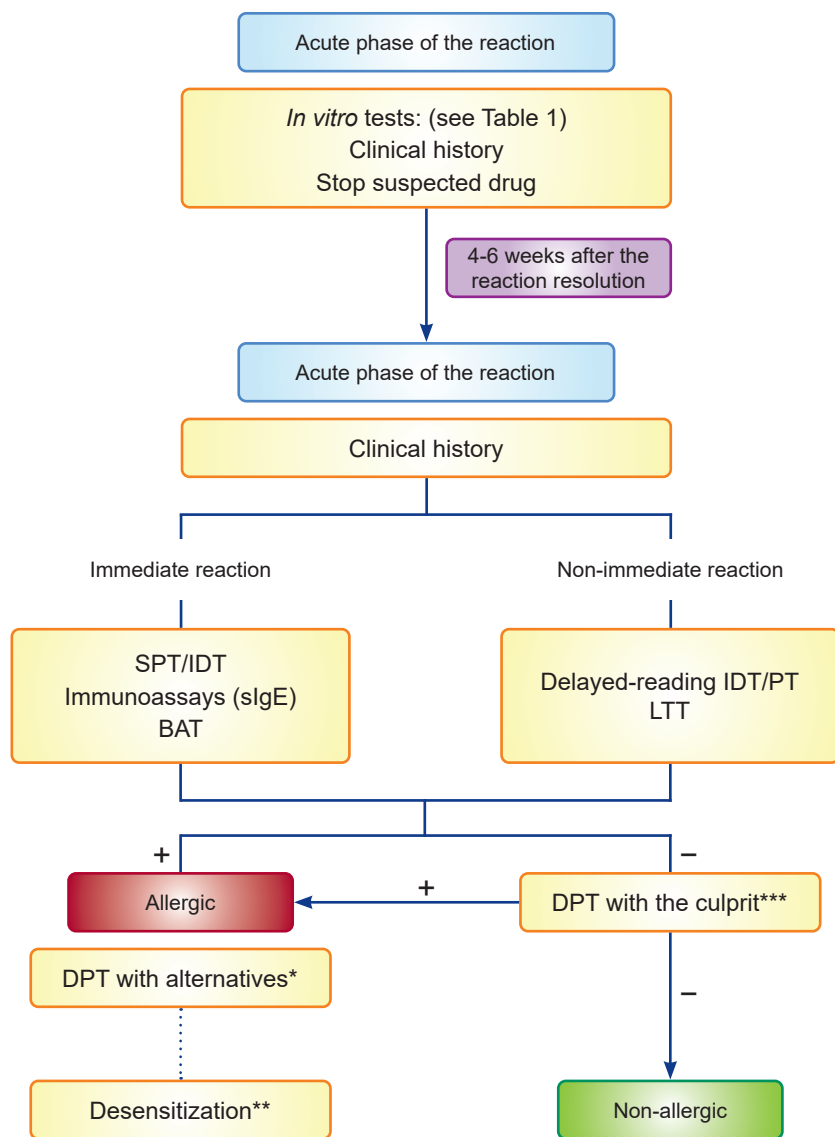 Acute phase of the reaction
In vitro tests: (see Table 1)
Clinical history
Stop suspected drug
4-6 weeks after the
reaction resolution
Acute phase of the reaction
Clinical history
Immediate reaction
Non-immediate reaction
SPT/IDT
Immunoassays (sIgE)
BAT
Delayed-reading IDT/PT
LTT
+
–
Allergic
+
DPT with the culprit***
DPT with alternatives*
–
Desensitization**
Non-allergic